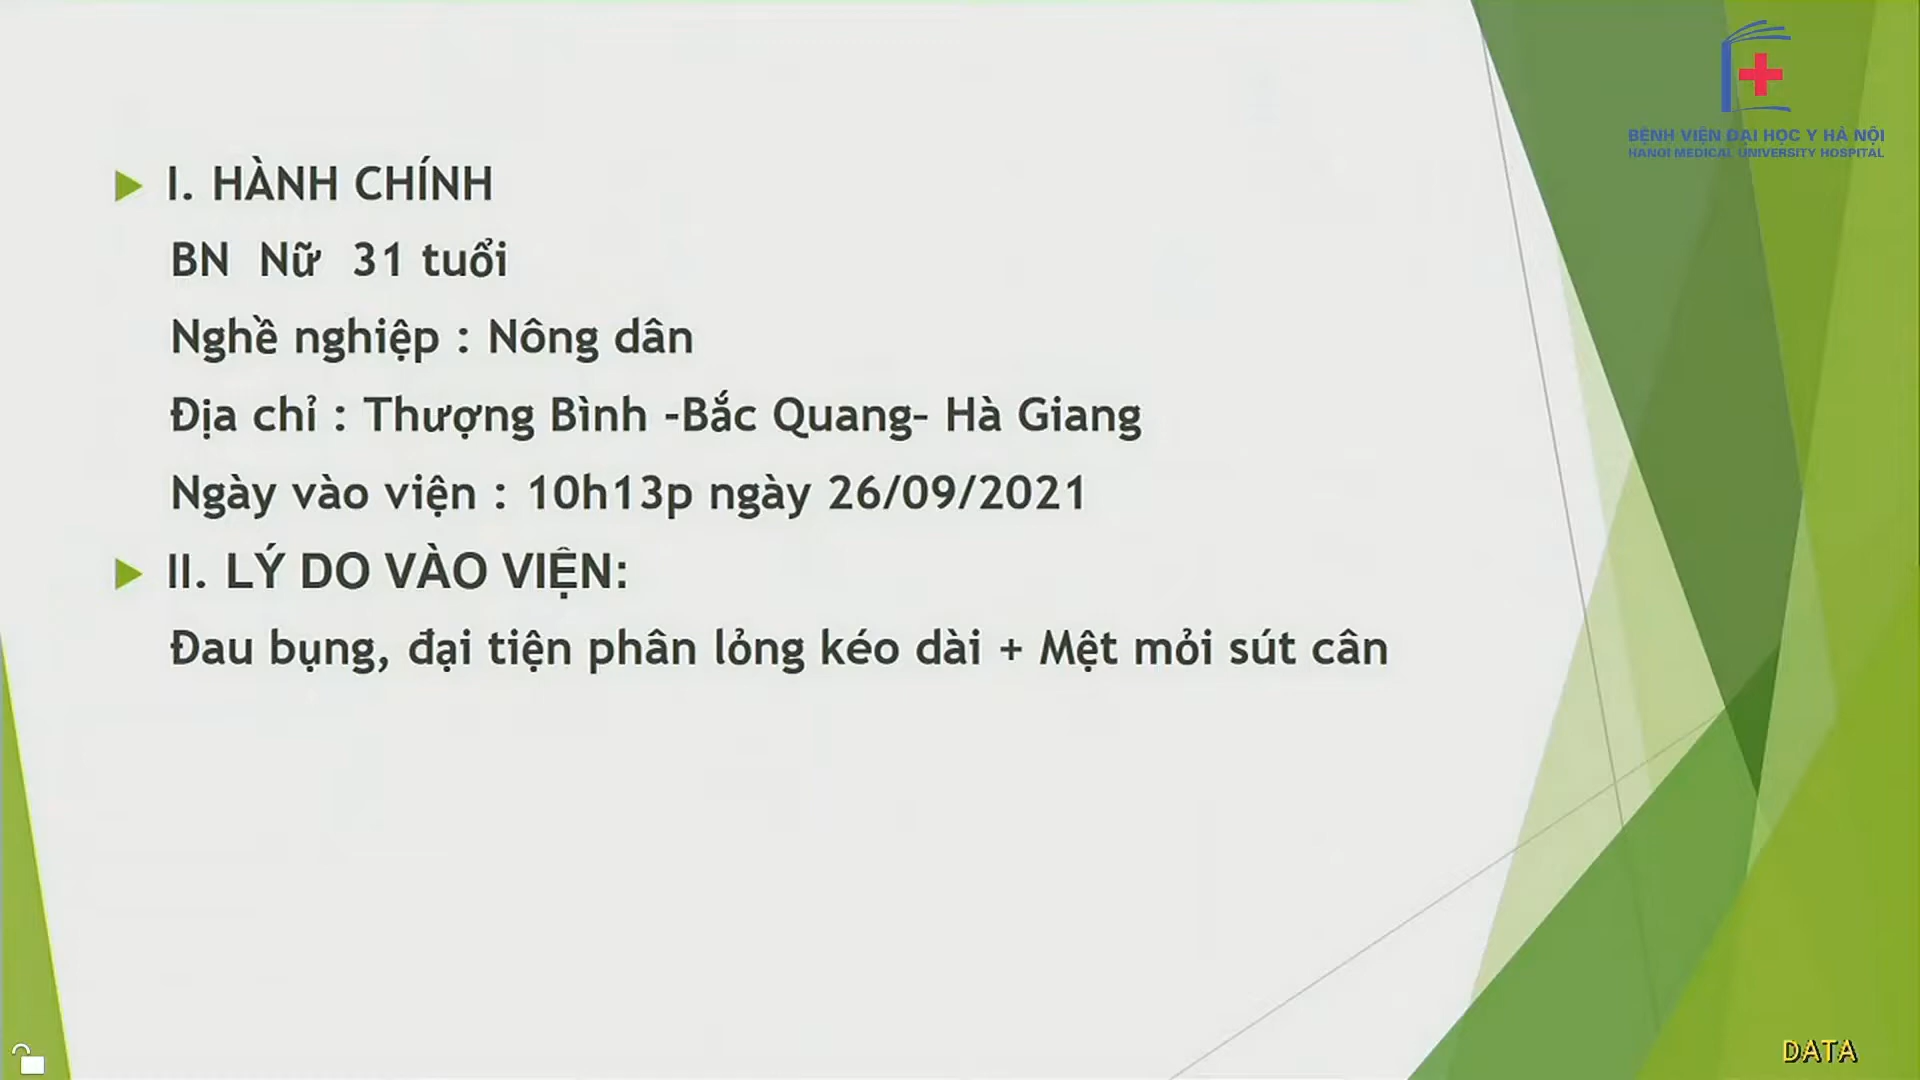 BỆNH VIỆN ĐẠI HỌC Y HÀ NỘI
HANOI MEDICAL UNIVERSITY HOSPITAL
I. HÀNH CHÍNH
BN Nữ 31 tuổi
Nghề nghiệp : Nông dân
Địa chỉ : Thượng Bình -Bắc Quang– Hà Giang
Ngày vào viện : 10h13p ngày 26/09/2021
II. LÝ DO VÀO VIỆN:
Đau bụng, đại tiện phân lỏng kéo dài + Mệt mỏi sút cân
DATA